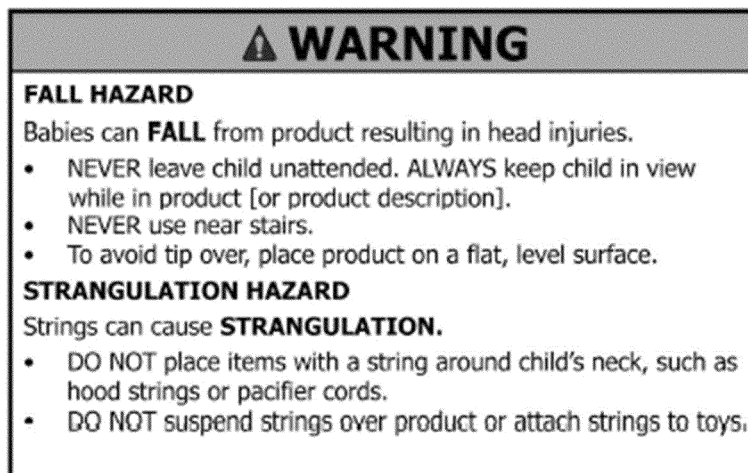 WARNING
FALL HAZARD
Babies can FALL from product resulting in head injuries.
• NEVER leave child unattended. ALWAYS keep child in view
while in product [or product description].
• NEVER use near stairs.
• To avoid tip over, place product on a flat, level surface.
STRANGULATION HAZARD
Strings can cause STRANGULATION.
• DO NOT place items with a string around child's neck, such as
hood strings or pacifier cords.
• DO NOT suspend strings over product or attach strings to toys.